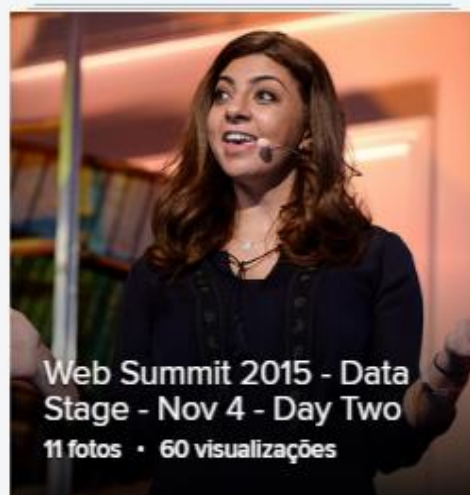 Web Summit 2015 - Data
Stage - Nov 4 - Day Two
11 fotos · 60 visualizações